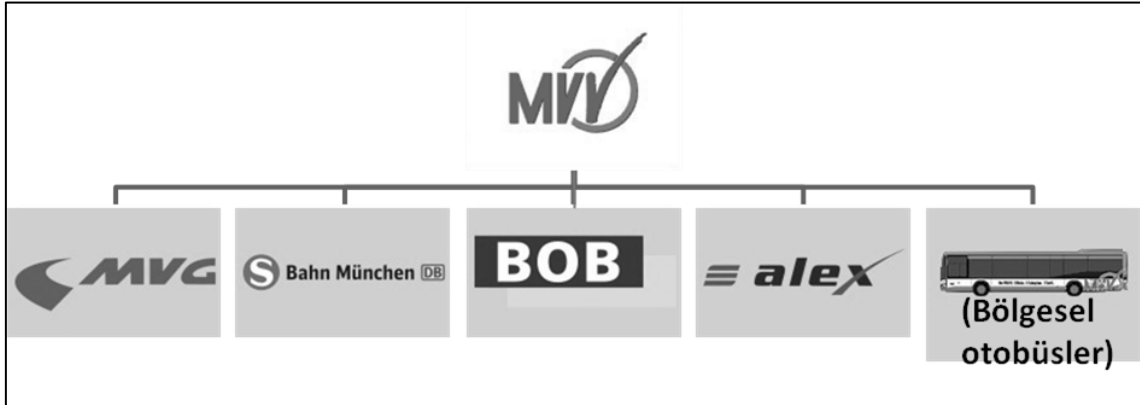 MVV
MVG
S Bahn München DB
BOB
alex
(Bölgesel
otobüsler)